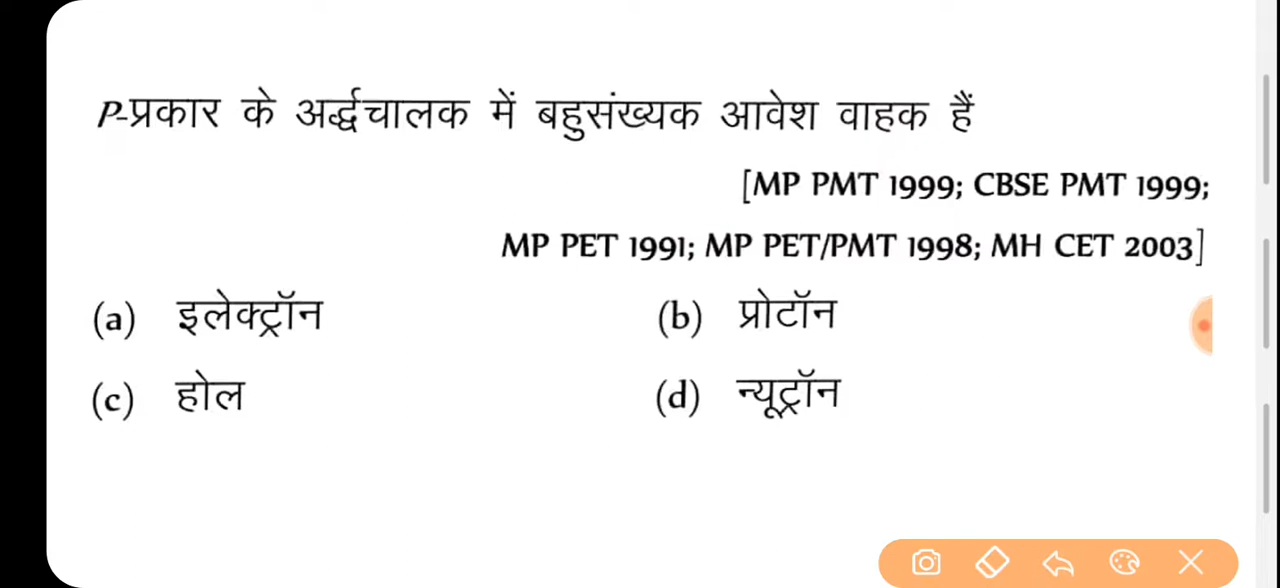 P-प्रकार के अर्द्धचालक में बहुसंख्यक आवेश वाहक हैं
[MP PMT 1999; CBSE PMT 1999;
MP PET 1991; MP PET/PMT 1998; MH CET 2003]
(a) इलेक्ट्रॉन (b) प्रोटॉन
(c) होल (d) न्यूट्रॉन